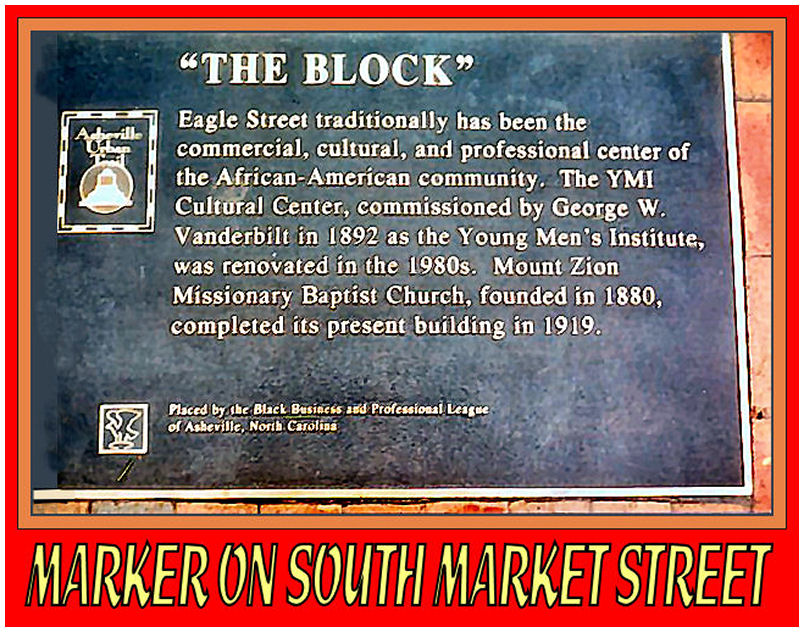 "THE BLOCK"
Asheville
Urban
Trail
Eagle Street traditionally has been the
commercial, cultural, and professional center of
the African-American community. The YMI
Cultural Center, commissioned by George W.
Vanderbilt in 1892 as the Young Men's Institute,
was renovated in the 1980s. Mount Zion
Missionary Baptist Church, founded in 1880,
completed its present building in 1919.
Placed by the Black Business and Professional League
of Asheville, North Carolina
MARKER ON SOUTH MARKET STREET